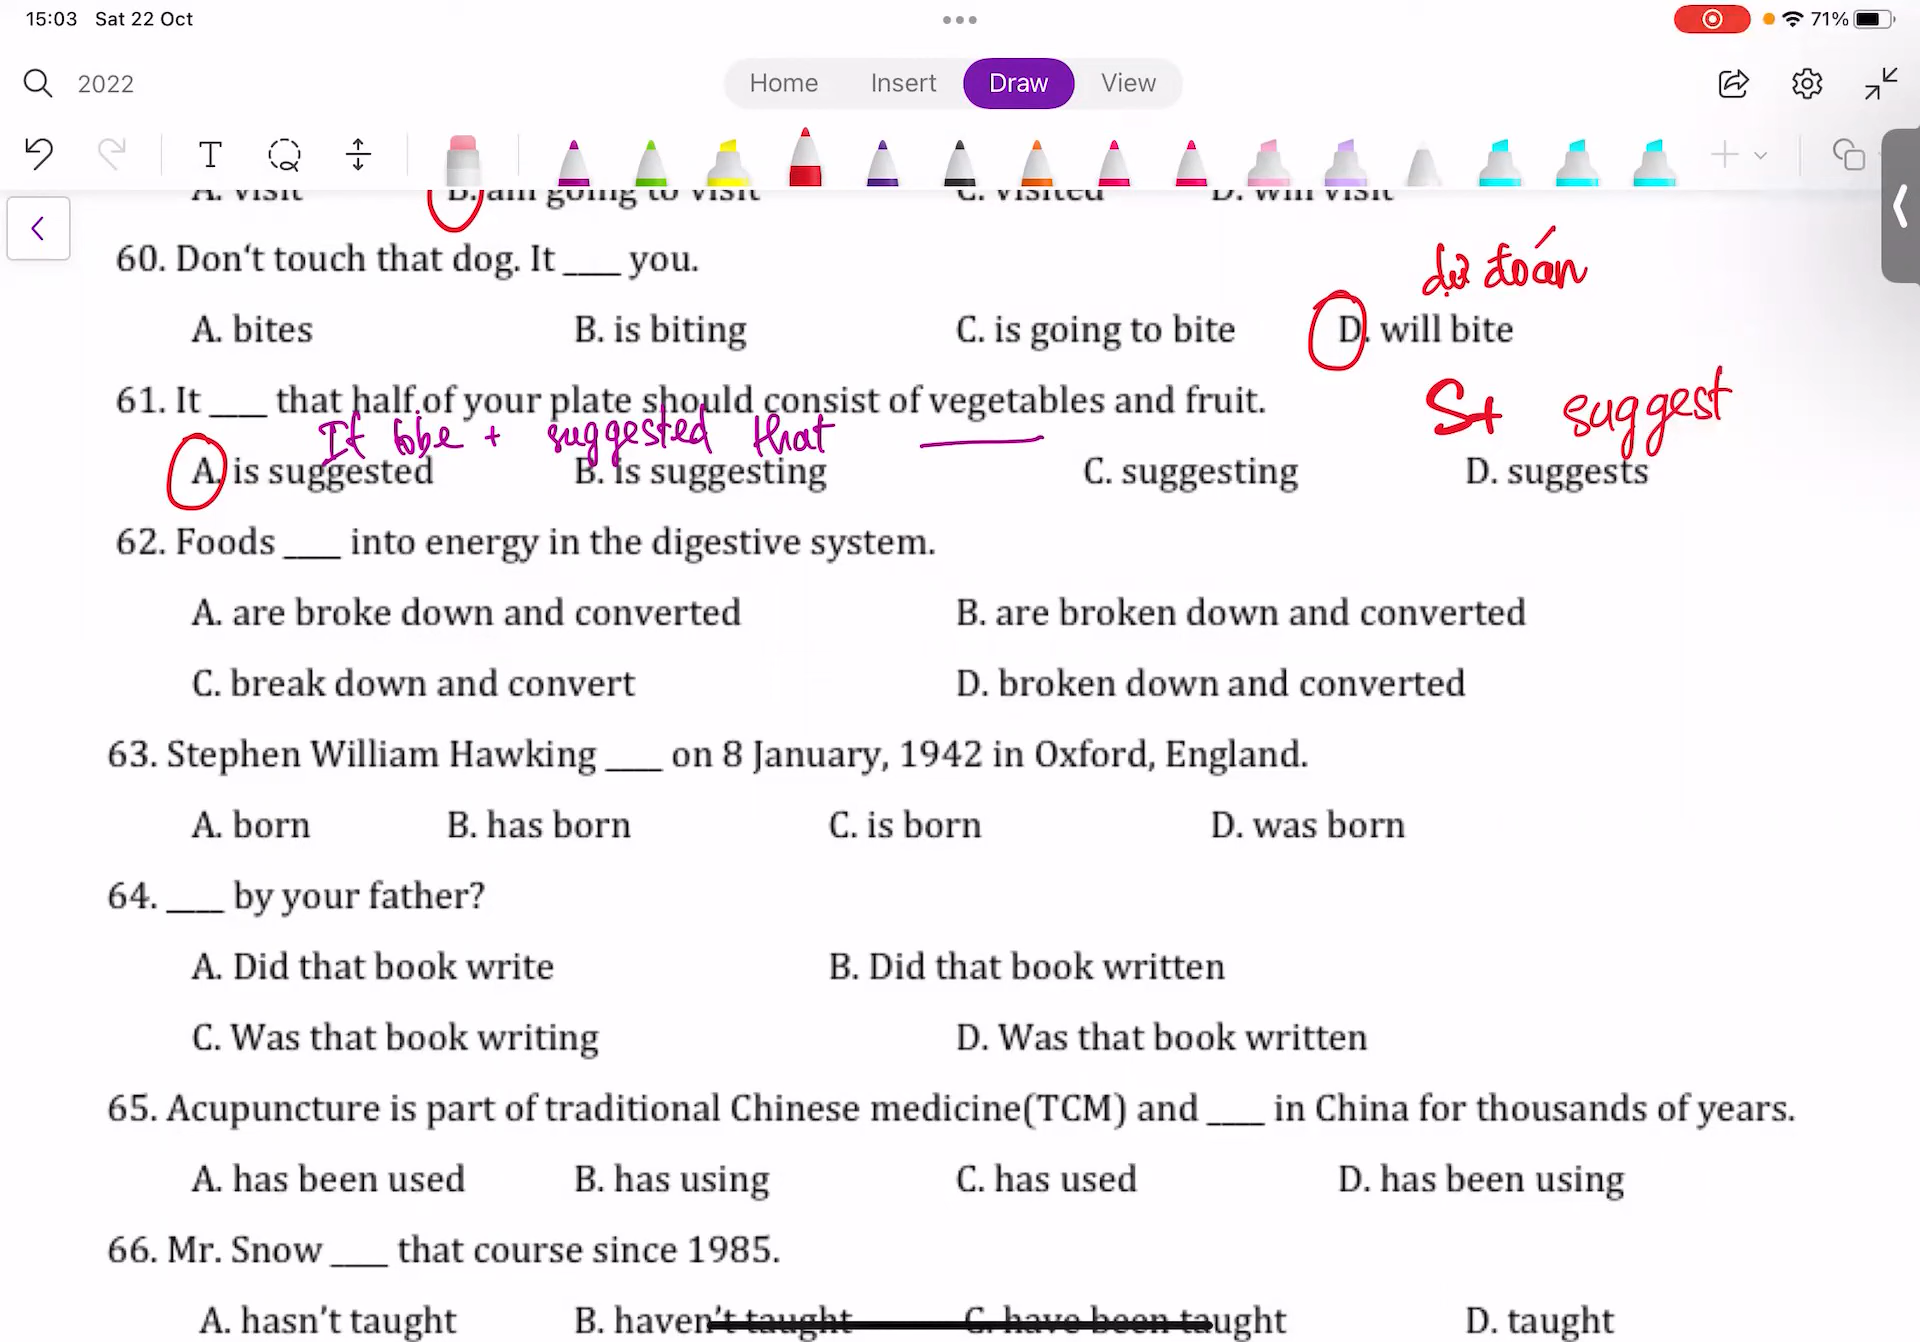 15:03 Sat 22 Oct
71%
2022
Home Insert Draw View
T
A. visit B. am going to visit C. visited D. will visit
60. Don‘t touch that dog. It ___ you.
dự đoán
A. bites B. is biting C. is going to bite D. will bite
61. It ___ that half of your plate should consist of vegetables and fruit.
S+ suggest
It tobe + suggested that
A. is suggested B. is suggesting C. suggesting D. suggests
62. Foods ___ into energy in the digestive system.
A. are broke down and converted B. are broken down and converted
C. break down and convert D. broken down and converted
63. Stephen William Hawking ___ on 8 January, 1942 in Oxford, England.
A. born B. has born C. is born D. was born
64. ___ by your father?
A. Did that book write B. Did that book written
C. Was that book writing D. Was that book written
65. Acupuncture is part of traditional Chinese medicine(TCM) and ___ in China for thousands of years.
A. has been used B. has using C. has used D. has been using
66. Mr. Snow ___ that course since 1985.
A. hasn’t taught B. haven’t taught C. have been taught D. taught